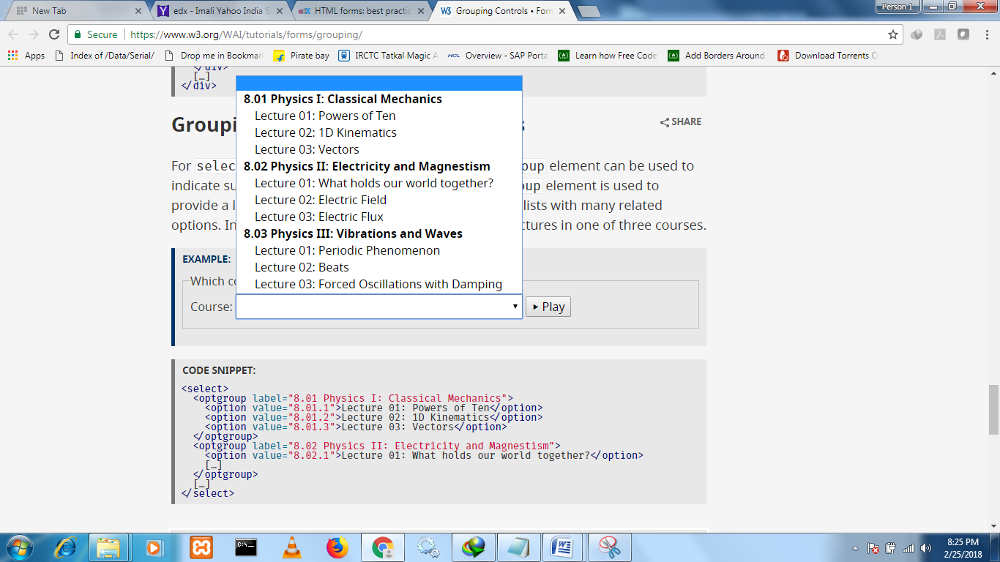 New Tab
edx - Imali Yahoo India S
edX HTML forms: best practic
W3 Grouping Controls • Form
Person 1
Secure
https://www.w3.org/WAI/tutorials/forms/grouping/
Apps
Index of /Data/Serial/
Drop me in Bookmar
Pirate bay
IRCTC Tatkal Magic A
HCL Overview - SAP Porta
Learn how Free Code
Add Borders Around
Download Torrents C
</div>
[…]
</div>
8.01 Physics I: Classical Mechanics
Lecture 01: Powers of Ten
Lecture 02: 1D Kinematics
Lecture 03: Vectors
8.02 Physics II: Electricity and Magnestism
Lecture 01: What holds our world together?
Lecture 02: Electric Field
Lecture 03: Electric Flux
8.03 Physics III: Vibrations and Waves
Lecture 01: Periodic Phenomenon
Lecture 02: Beats
Lecture 03: Forced Oscillations with Damping
Groupi s
SHARE
For selec oup element can be used to
indicate su oup element is used to
provide a l lists with many related
options. In ctures in one of three courses.
EXAMPLE:
Which co
Course:
Play
CODE SNIPPET:
<select>
<optgroup label="8.01 Physics I: Classical Mechanics">
<option value="8.01.1">Lecture 01: Powers of Ten</option>
<option value="8.01.2">Lecture 02: 1D Kinematics</option>
<option value="8.01.3">Lecture 03: Vectors</option>
</optgroup>
<optgroup label="8.02 Physics II: Electricity and Magnestism">
<option value="8.02.1">Lecture 01: What holds our world together?</option>
[…]
</optgroup>
[…]
</select>
C:\
8:25 PM
2/25/2018